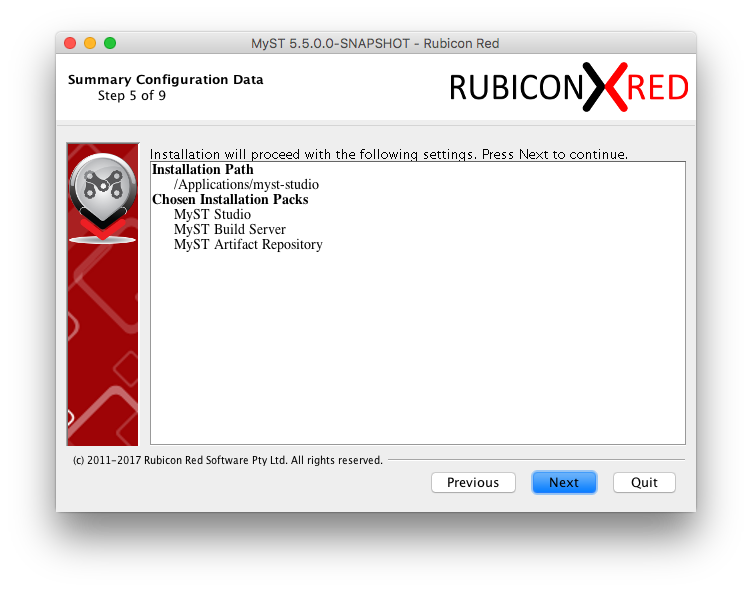 MyST 5.5.0.0-SNAPSHOT - Rubicon Red
Summary Configuration Data
Step 5 of 9
RUBICON RED
Installation will proceed with the following settings. Press Next to continue.
Installation Path
/Applications/myst-studio
Chosen Installation Packs
MyST Studio
MyST Build Server
MyST Artifact Repository
(c) 2011-2017 Rubicon Red Software Pty Ltd. All rights reserved.
Previous
Next
Quit